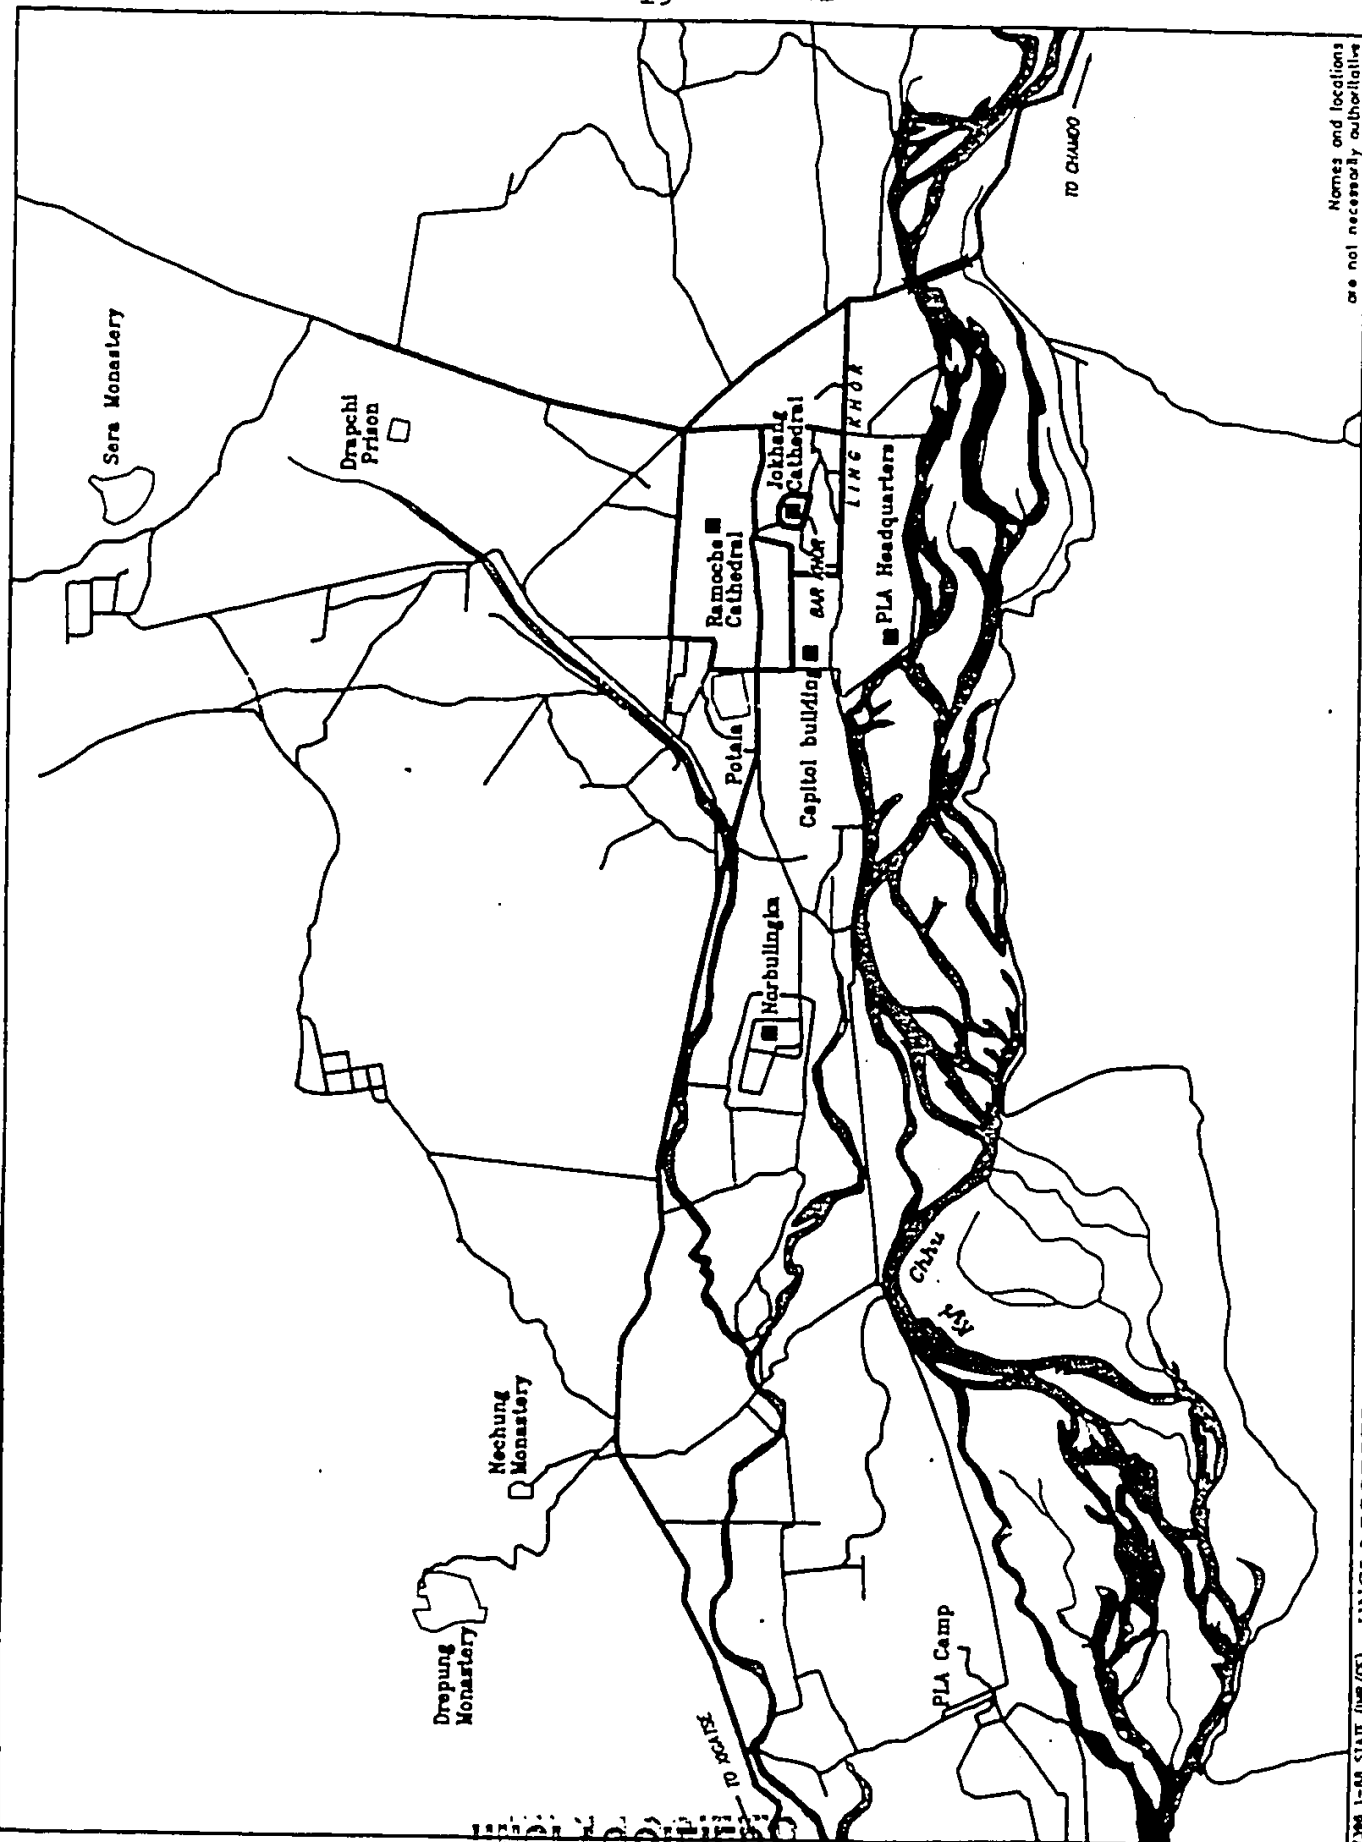 Sera Monastery
Drapchi
Prison
Jokhang
Cathedral
Ramoche
Cathedral
LING KHOR
BAR KHOR
PLA Headquarters
Potala
Capitol building
Norbulingka
Nechung
Monastery
Drepung
Monastery
PLA Camp
Kyi Chhu
TO CHAMDO
TO XIGATSE
Names and locations
are not necessarily authoritative